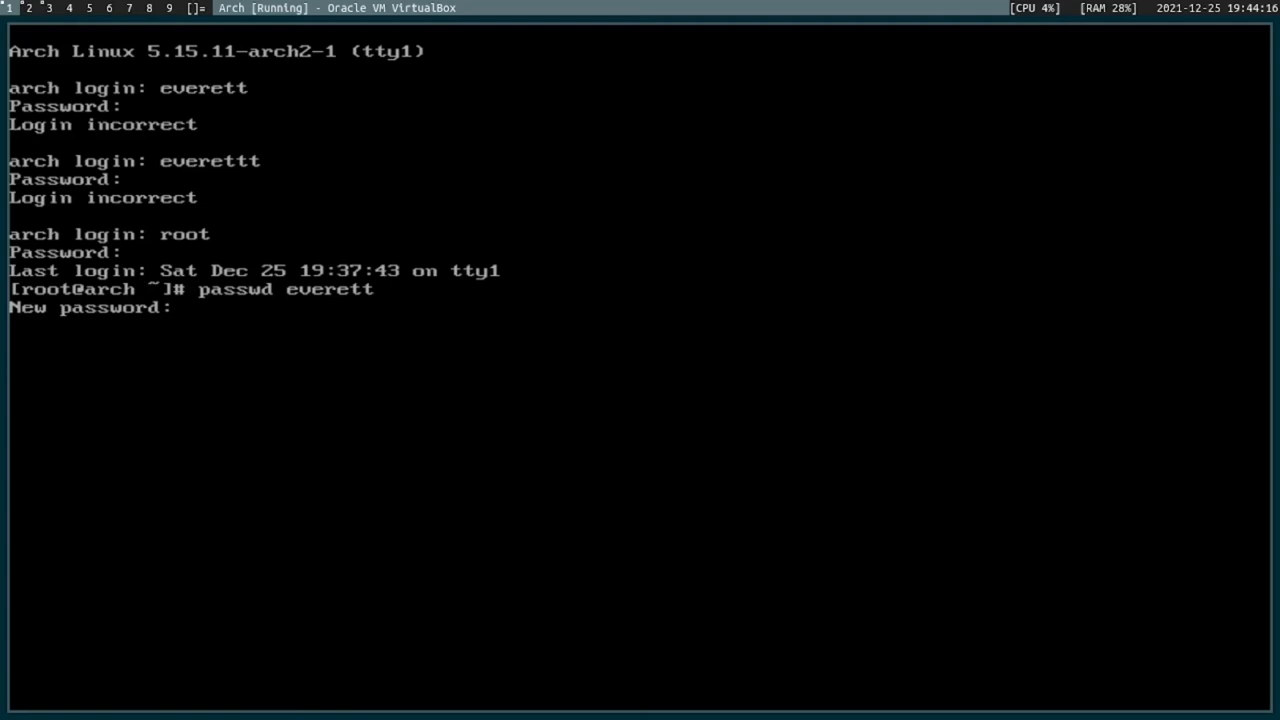 1 2 3 4 5 6 7 8 9 []= Arch [Running] - Oracle VM VirtualBox [CPU 4%] [RAM 28%] 2021-12-25 19:44:16
Arch Linux 5.15.11-arch2-1 (tty1)
arch login: everett
Password:
Login incorrect
arch login: everettt
Password:
Login incorrect
arch login: root
Password:
Last login: Sat Dec 25 19:37:43 on tty1
[root@arch ~]# passwd everett
New password: